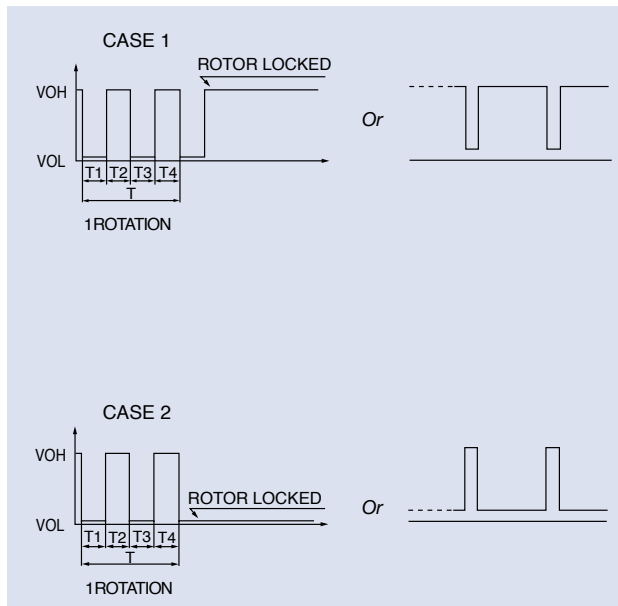 CASE 1
ROTOR LOCKED
VOH
Or
VOL
T1 T2 T3 T4
T
1ROTATION
CASE 2
VOH
ROTOR LOCKED
Or
VOL
T1 T2 T3 T4
T
1ROTATION